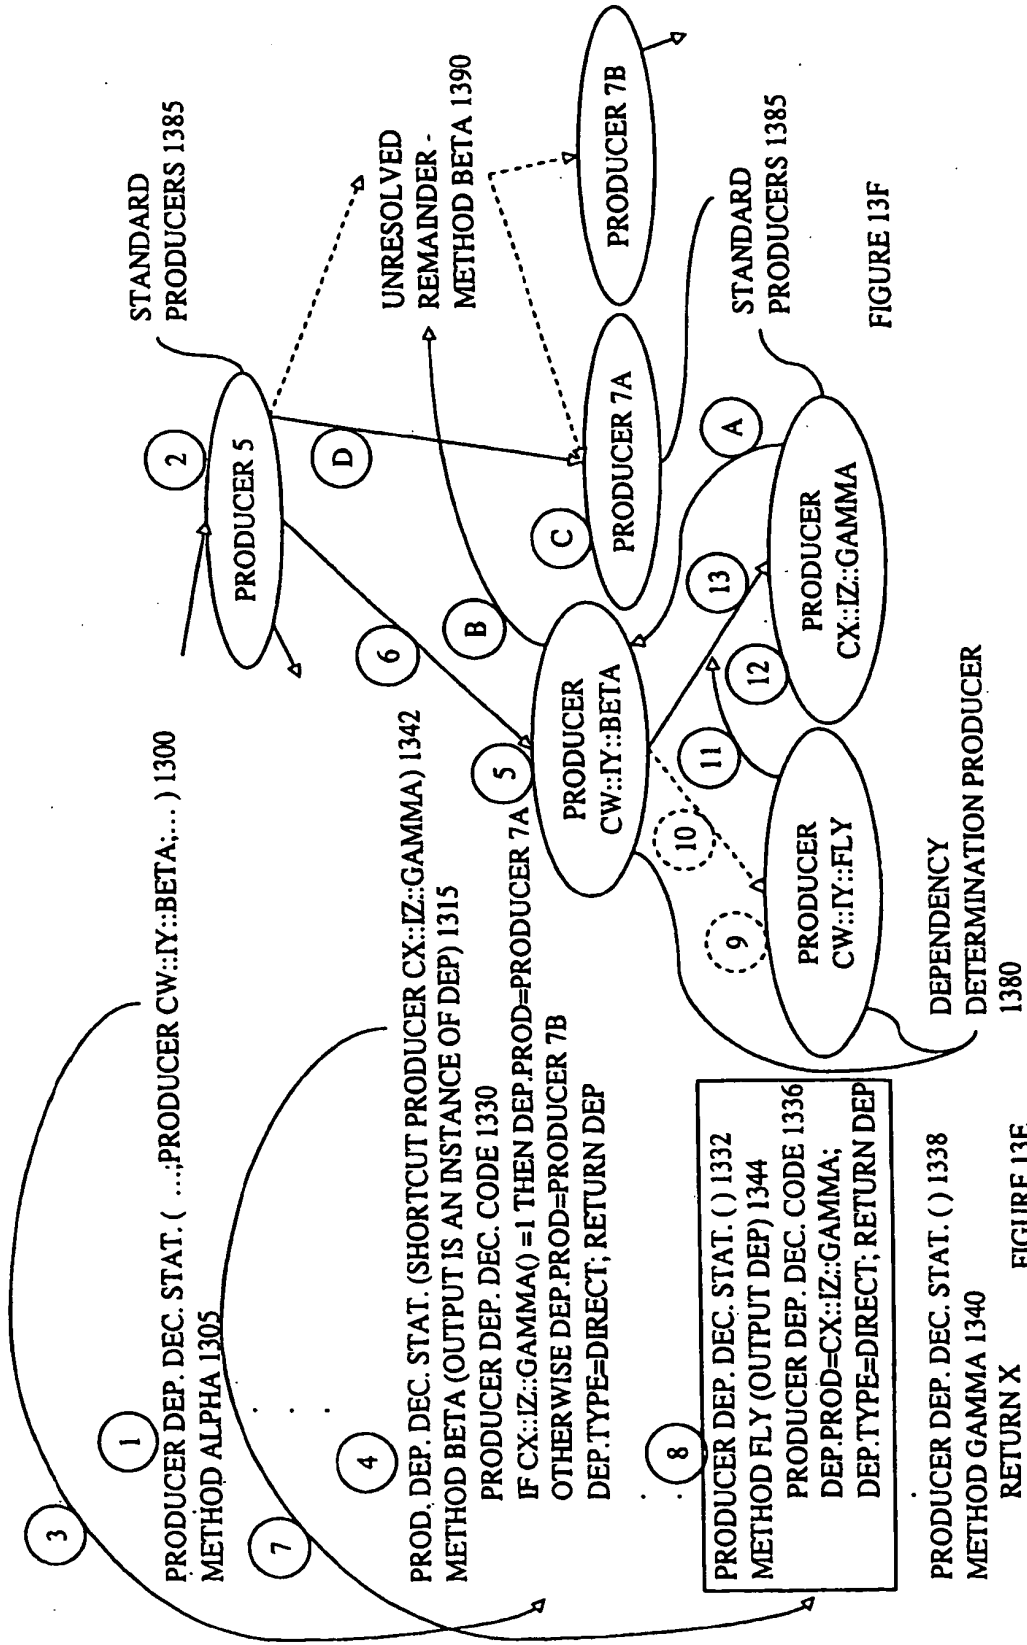 3
1
PRODUCER DEP. DEC. STAT. ( ...;PRODUCER CW::IY::BETA;... ) 1300
METHOD ALPHA 1305
7
4
PROD. DEP. DEC. STAT. (SHORTCUT PRODUCER CX::IZ::GAMMA) 1342
METHOD BETA (OUTPUT IS AN INSTANCE OF DEP) 1315
PRODUCER DEP. DEC. CODE 1330
IF CX::IZ::GAMMA() =1 THEN DEP.PROD=PRODUCER 7A
OTHERWISE DEP.PROD=PRODUCER 7B
DEP.TYPE=DIRECT; RETURN DEP
8
PRODUCER DEP. DEC. STAT. ( ) 1332
METHOD FLY (OUTPUT DEP) 1344
PRODUCER DEP. DEC. CODE 1336
DEP.PROD=CX::IZ::GAMMA;
DEP.TYPE=DIRECT; RETURN DEP
PRODUCER DEP. DEC. STAT. ( ) 1338
METHOD GAMMA 1340
RETURN X
FIGURE 13E
STANDARD
PRODUCERS 1385
2
PRODUCER 5
6
D
UNRESOLVED
REMAINDER -
METHOD BETA 1390
B
5
PRODUCER
CW::IY::BETA
C
PRODUCER 7A
PRODUCER 7B
10
9
PRODUCER
CW::IY::FLY
11
12
13
A
PRODUCER
CX::IZ::GAMMA
STANDARD
PRODUCERS 1385
DEPENDENCY
DETERMINATION PRODUCER
1380
FIGURE 13F